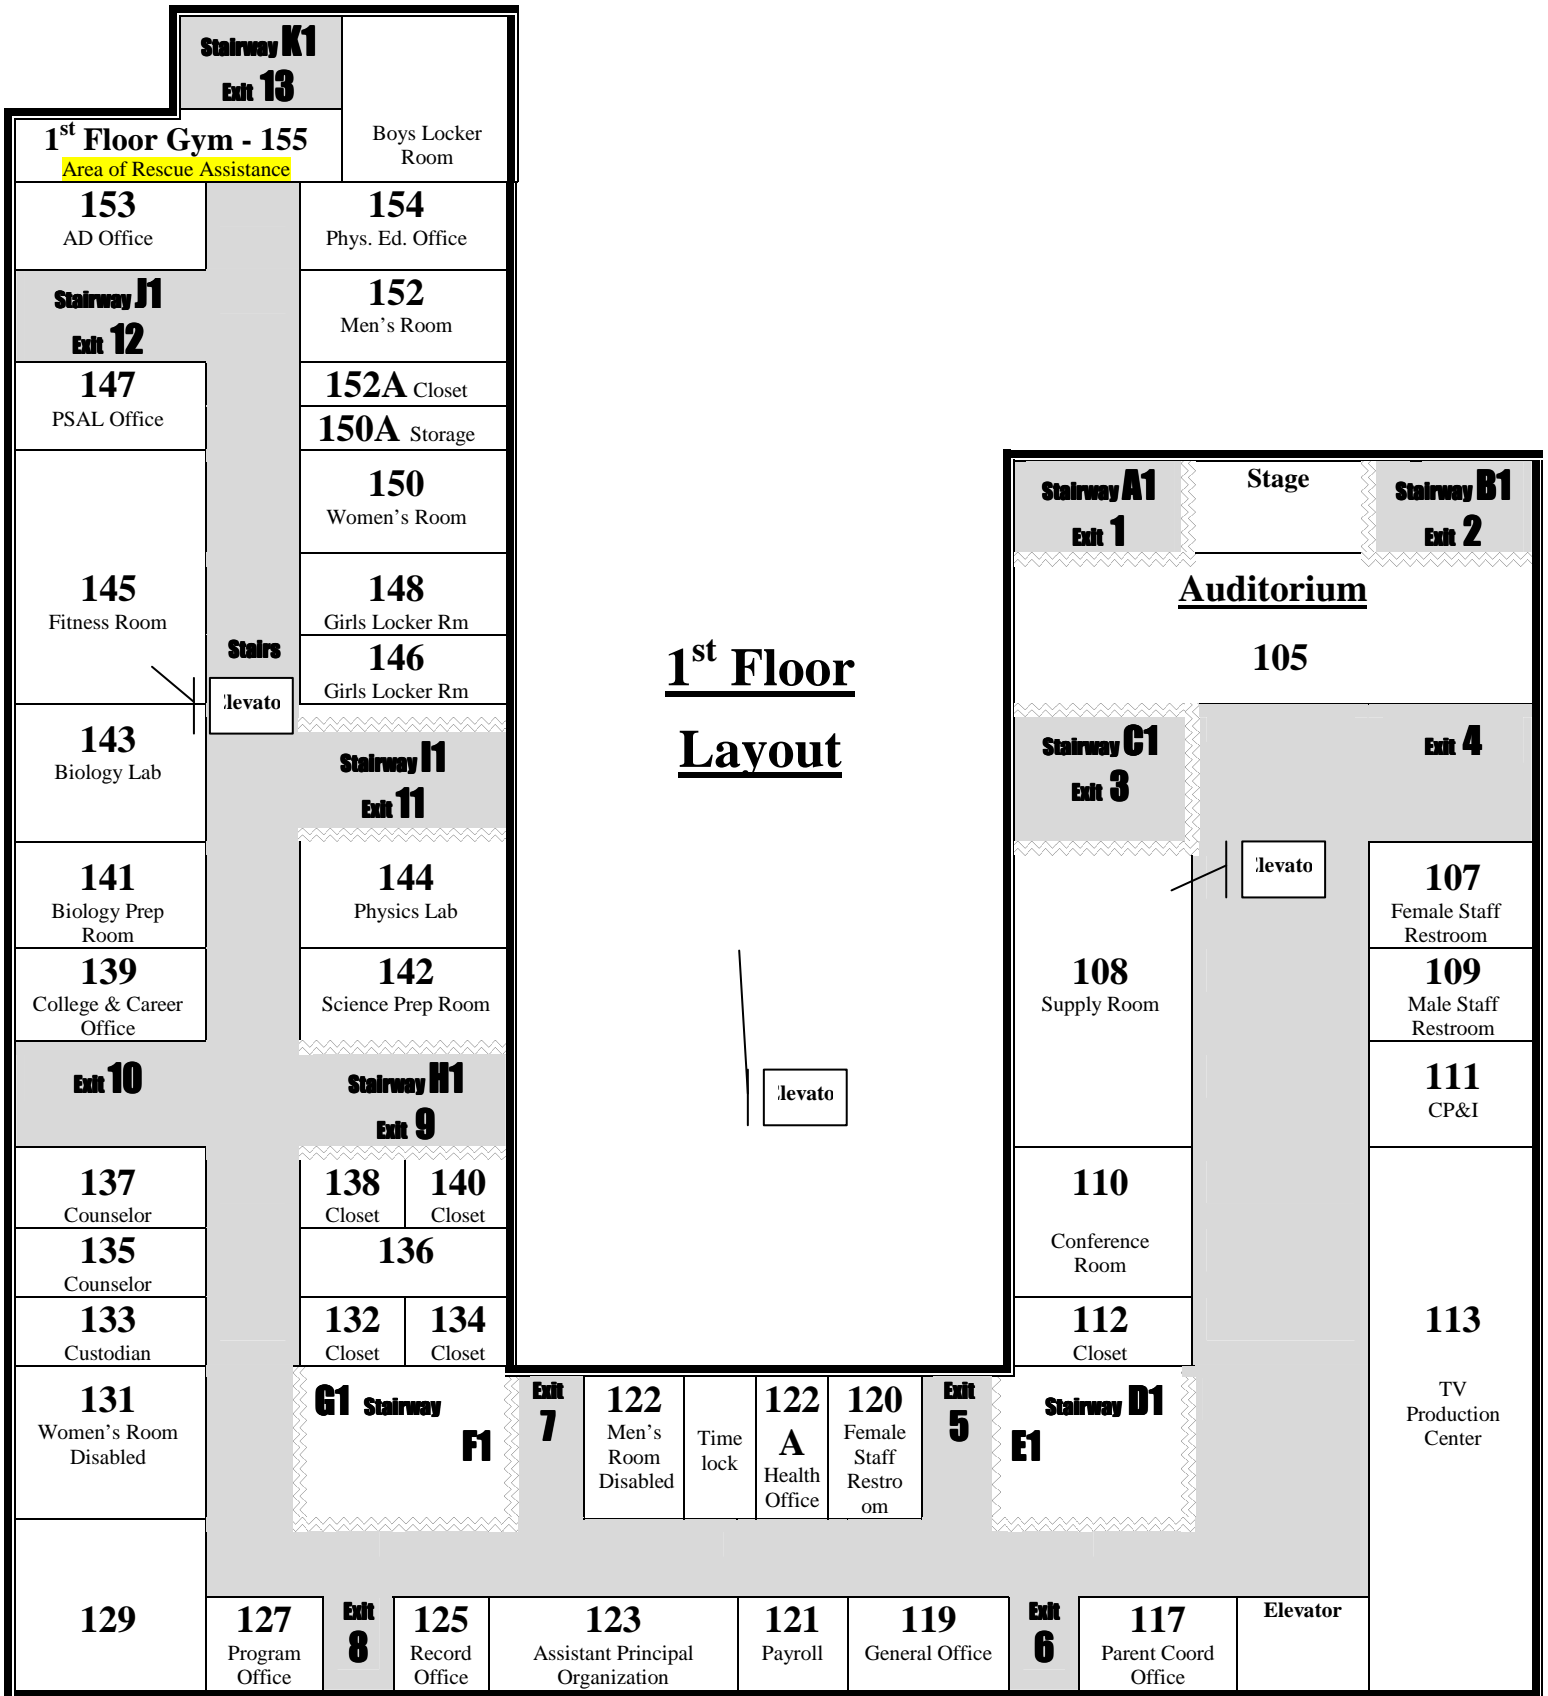 Stairway K1
Exit 13
1st Floor Gym - 155
Area of Rescue Assistance
Boys Locker
Room
153
AD Office
154
Phys. Ed. Office
Stairway J1
Exit 12
152
Men's Room
147
PSAL Office
152A Closet
150A Storage
150
Women's Room
145
Fitness Room
148
Girls Locker Rm
Stairs
146
Girls Locker Rm
levato
143
Biology Lab
Stairway I1
Exit 11
141
Biology Prep
Room
144
Physics Lab
139
College & Career
Office
142
Science Prep Room
Exit 10
Stairway H1
Exit 9
137
Counselor
138
Closet
140
Closet
135
Counselor
136
133
Custodian
132
Closet
134
Closet
131
Women's Room
Disabled
G1 Stairway
F1
129
1st Floor
Layout
levato
Stairway A1
Exit 1
Stage
Stairway B1
Exit 2
Auditorium
105
Stairway C1
Exit 3
Exit 4
levato
107
Female Staff
Restroom
108
Supply Room
109
Male Staff
Restroom
111
CP&I
110
Conference
Room
112
Closet
113
TV
Production
Center
Exit
7
122
Men's
Room
Disabled
Time
lock
122
A
Health
Office
120
Female
Staff
Restro
om
Exit
5
Stairway D1
E1
127
Program
Office
Exit
8
125
Record
Office
123
Assistant Principal
Organization
121
Payroll
119
General Office
Exit
6
117
Parent Coord
Office
Elevator